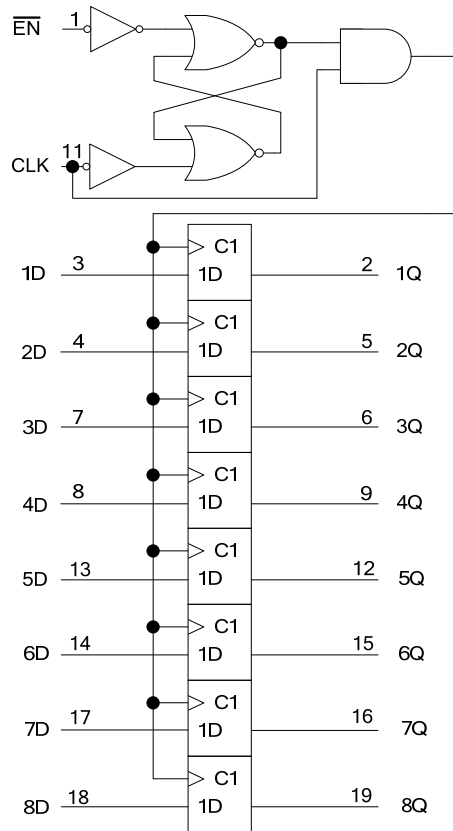 E̅N̅ 1
CLK 11
C1
1D 3 1D 2 1Q
C1
2D 4 1D 5 2Q
C1
3D 7 1D 6 3Q
C1
4D 8 1D 9 4Q
C1
5D 13 1D 12 5Q
C1
6D 14 1D 15 6Q
C1
7D 17 1D 16 7Q
C1
8D 18 1D 19 8Q